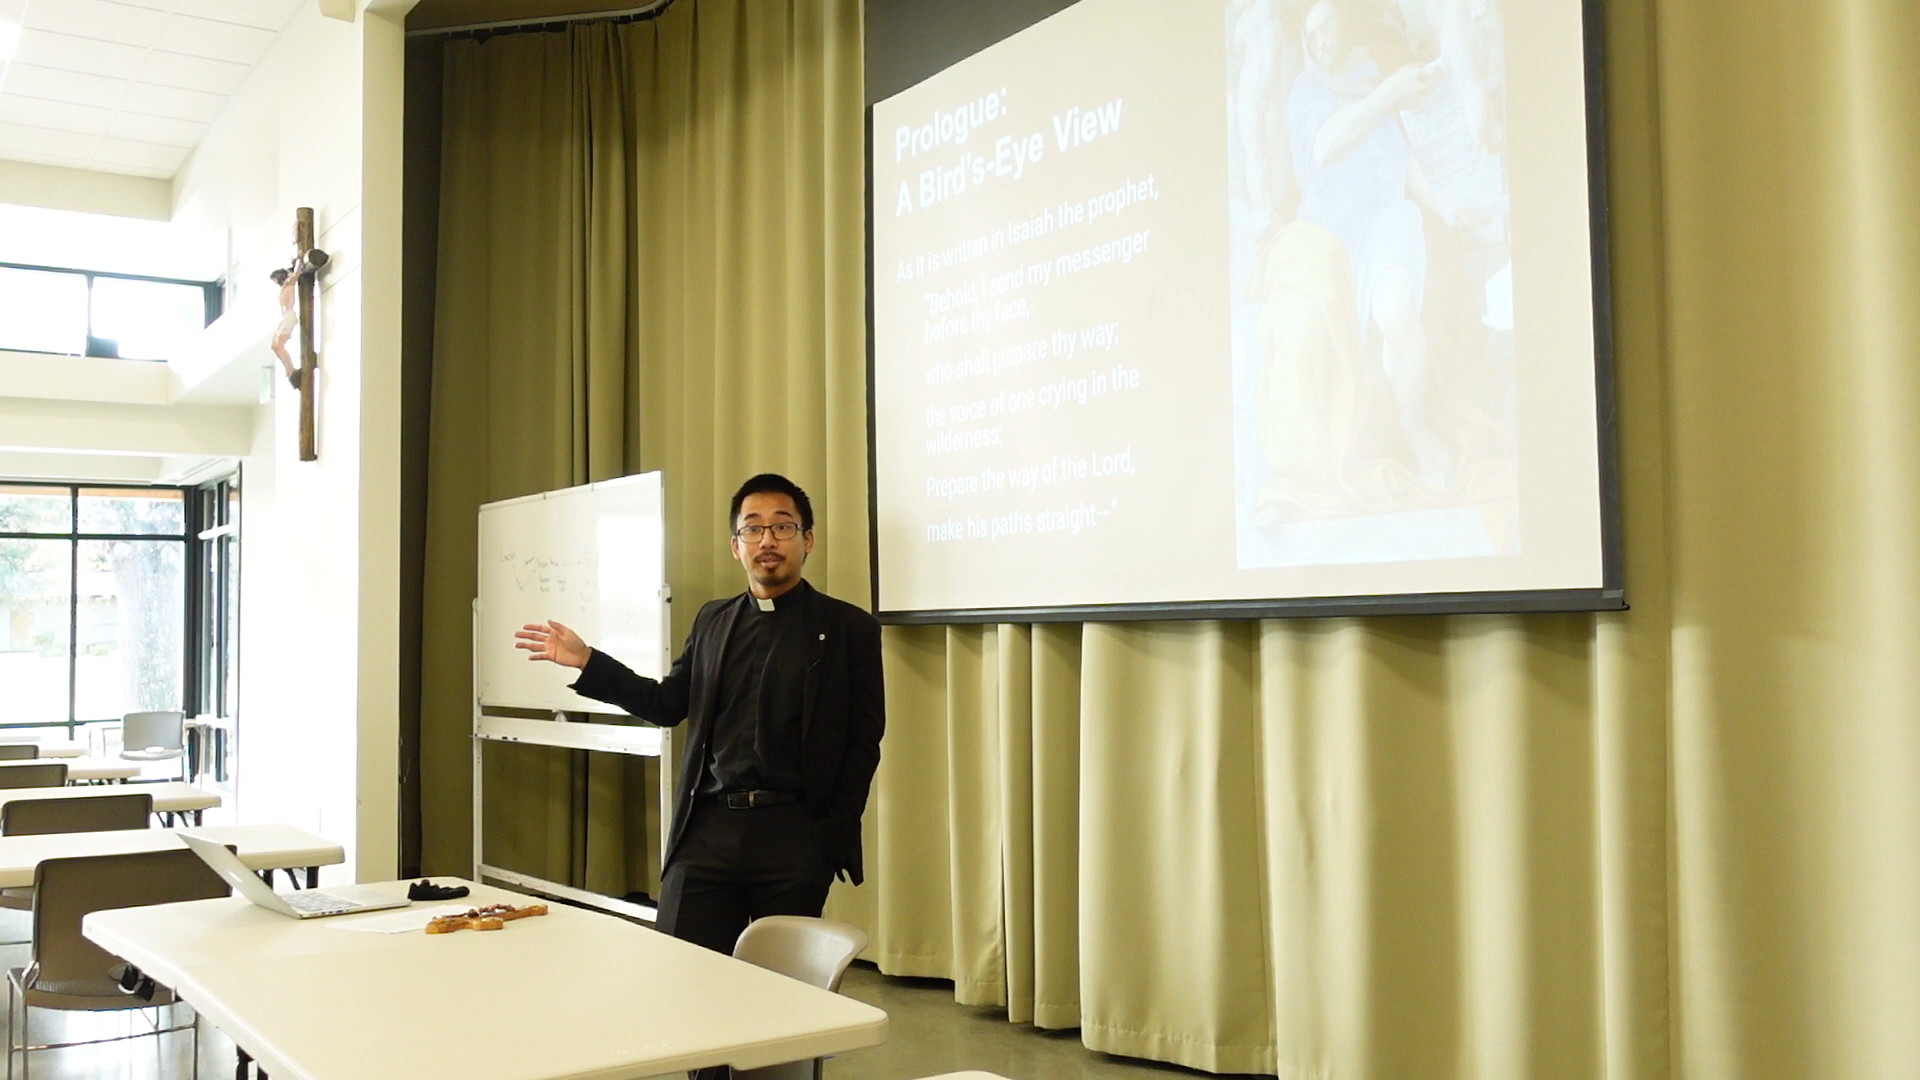 Prologue:
A Bird's-Eye View
As it is written in Isaiah the prophet,
"Behold, I send my messenger
before thy face,
who shall prepare thy way;
the voice of one crying in the
wilderness:
Prepare the way of the Lord,
make his paths straight—"